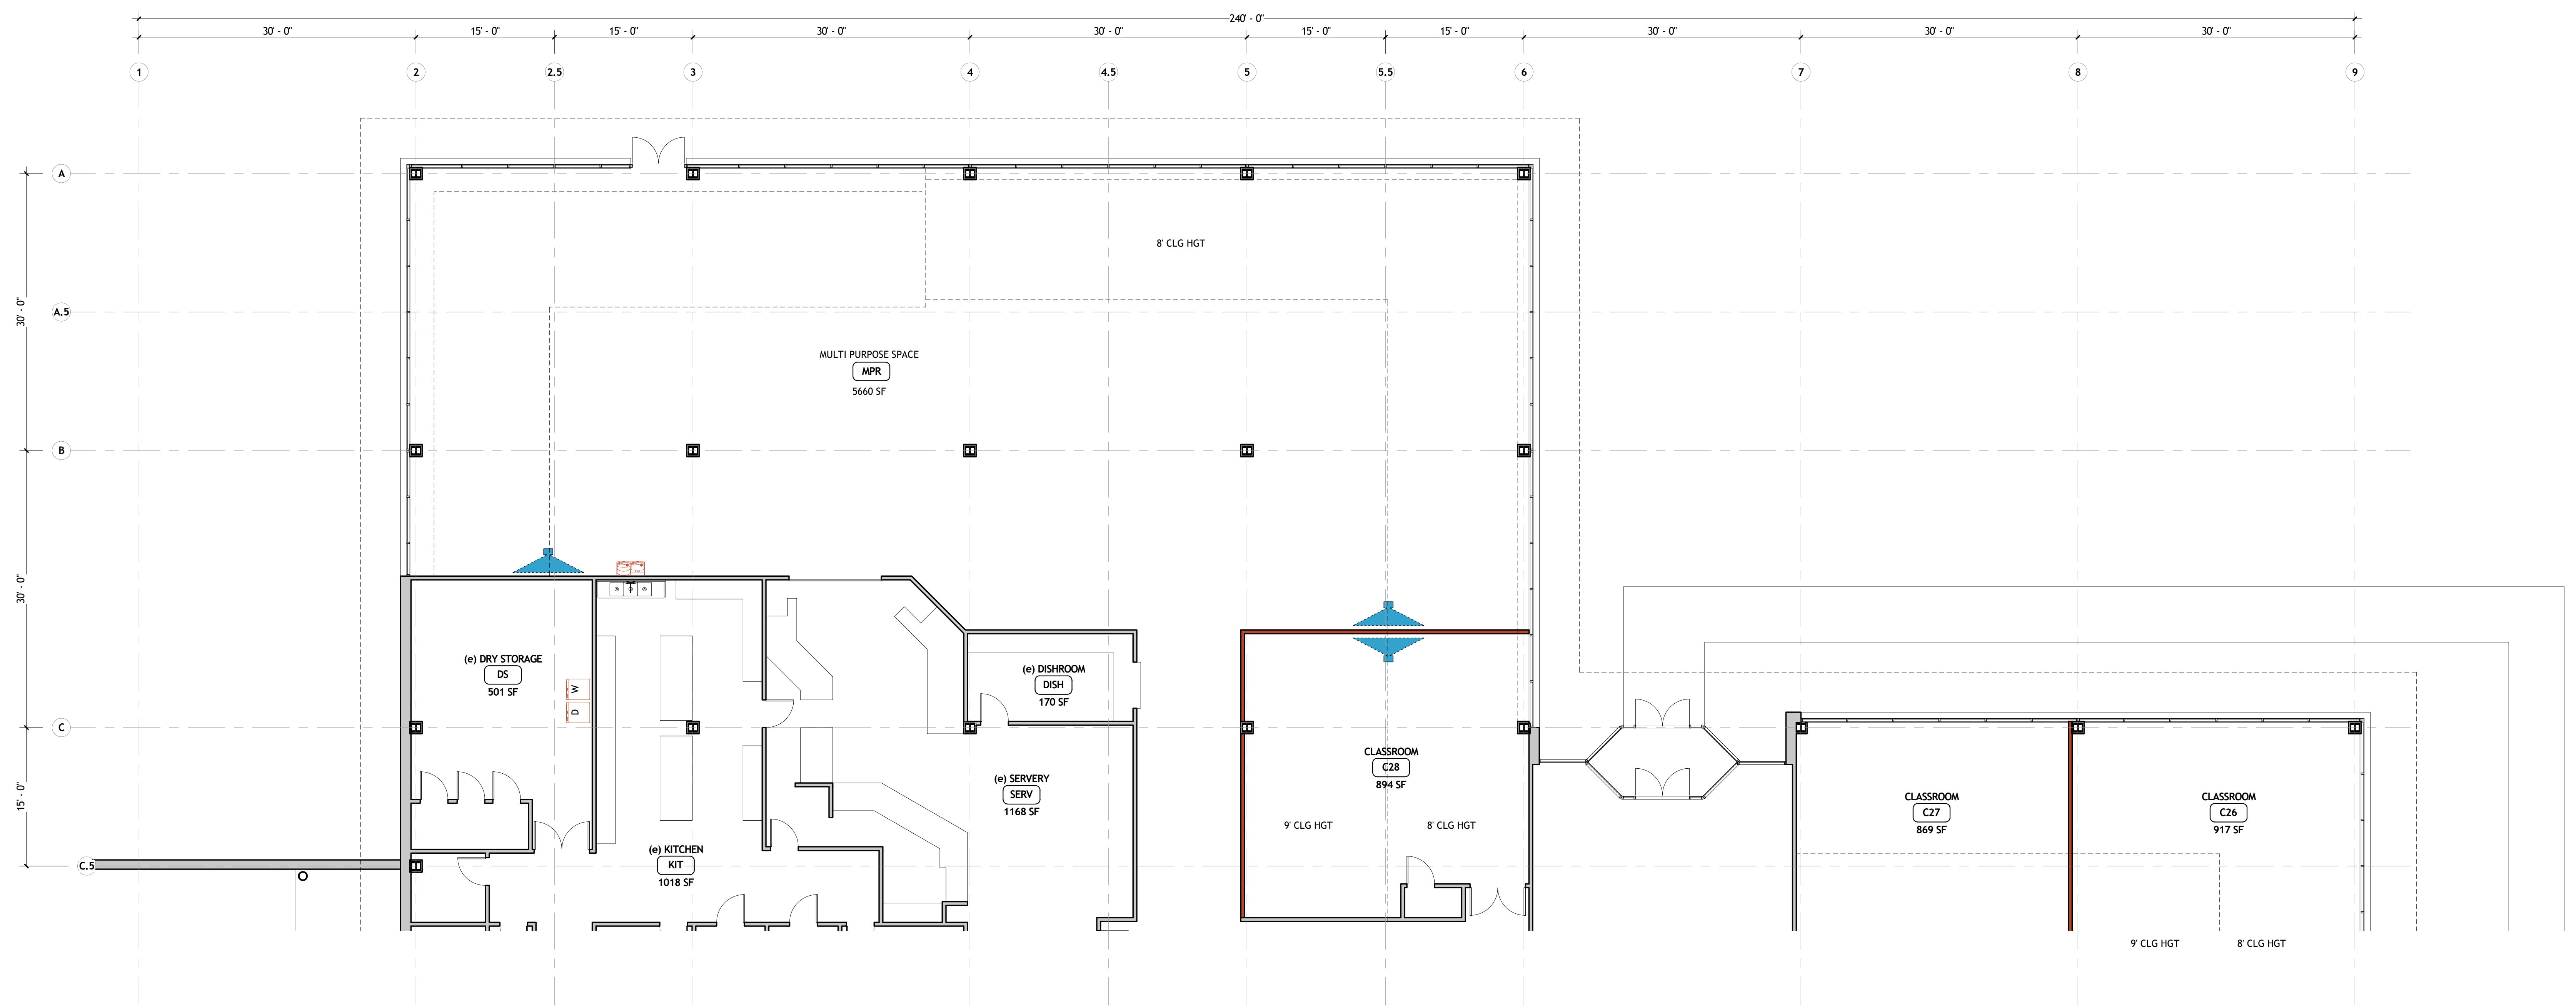 240' - 0"
30' - 0"
15' - 0"
15' - 0"
30' - 0"
30' - 0"
15' - 0"
15' - 0"
30' - 0"
30' - 0"
30' - 0"
1
2
2.5
3
4
4.5
5
5.5
6
7
8
9
A
8' CLG HGT
30' - 0"
A.5
MULTI PURPOSE SPACE
MPR
5660 SF
B
30' - 0"
(e) DRY STORAGE
DS
501 SF
W
D
(e) DISHROOM
DISH
170 SF
C
CLASSROOM
C28
894 SF
(e) SERVERY
SERV
1168 SF
15' - 0"
CLASSROOM
C27
869 SF
CLASSROOM
C26
917 SF
9' CLG HGT
8' CLG HGT
(e) KITCHEN
KIT
1018 SF
C.5
9' CLG HGT
8' CLG HGT